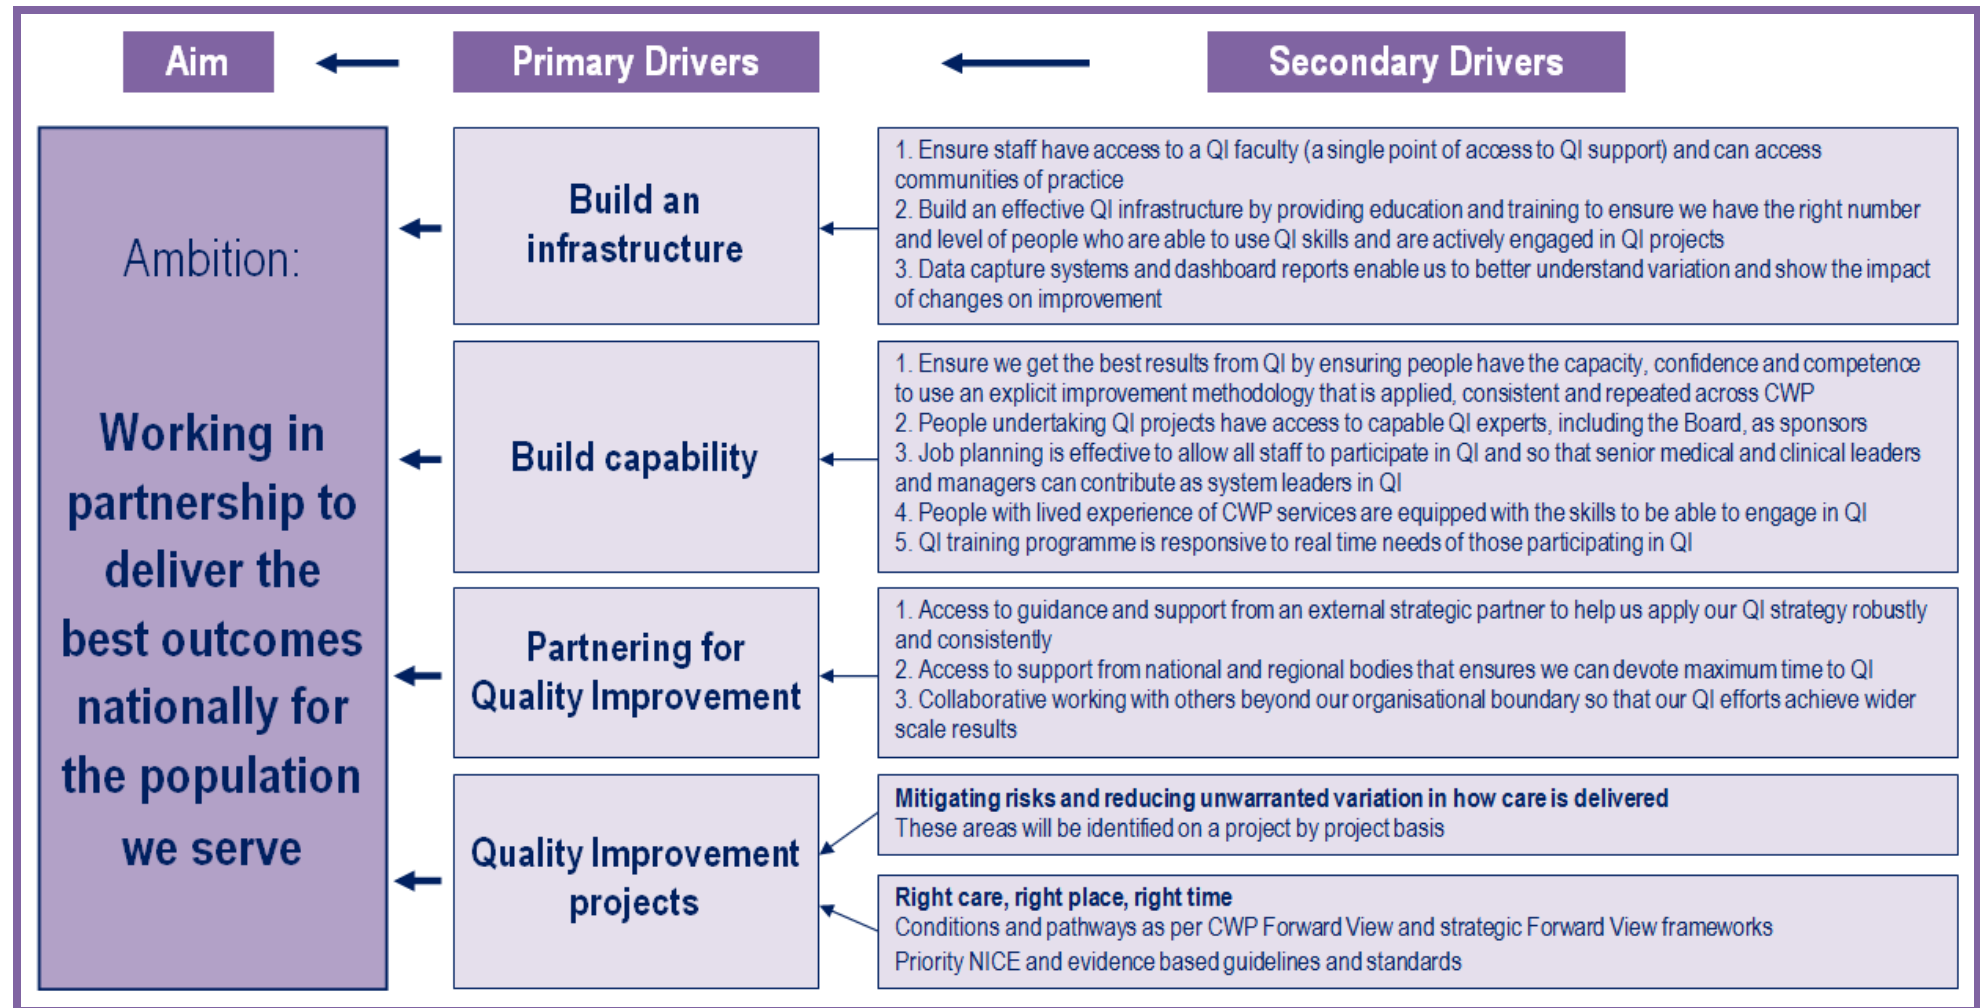 Aim
Primary Drivers
Secondary Drivers
Ambition:
Working in
partnership to
deliver the
best outcomes
nationally for
the population
we serve
Build an
infrastructure
1. Ensure staff have access to a QI faculty (a single point of access to QI support) and can access
communities of practice
2. Build an effective QI infrastructure by providing education and training to ensure we have the right number
and level of people who are able to use QI skills and are actively engaged in QI projects
3. Data capture systems and dashboard reports enable us to better understand variation and show the impact
of changes on improvement
Build capability
1. Ensure we get the best results from QI by ensuring people have the capacity, confidence and competence
to use an explicit improvement methodology that is applied, consistent and repeated across CWP
2. People undertaking QI projects have access to capable QI experts, including the Board, as sponsors
3. Job planning is effective to allow all staff to participate in QI and so that senior medical and clinical leaders
and managers can contribute as system leaders in QI
4. People with lived experience of CWP services are equipped with the skills to be able to engage in QI
5. QI training programme is responsive to real time needs of those participating in QI
Partnering for
Quality Improvement
1. Access to guidance and support from an external strategic partner to help us apply our QI strategy robustly
and consistently
2. Access to support from national and regional bodies that ensures we can devote maximum time to QI
3. Collaborative working with others beyond our organisational boundary so that our QI efforts achieve wider
scale results
Quality Improvement
projects
Mitigating risks and reducing unwarranted variation in how care is delivered
These areas will be identified on a project by project basis
Right care, right place, right time
Conditions and pathways as per CWP Forward View and strategic Forward View frameworks
Priority NICE and evidence based guidelines and standards